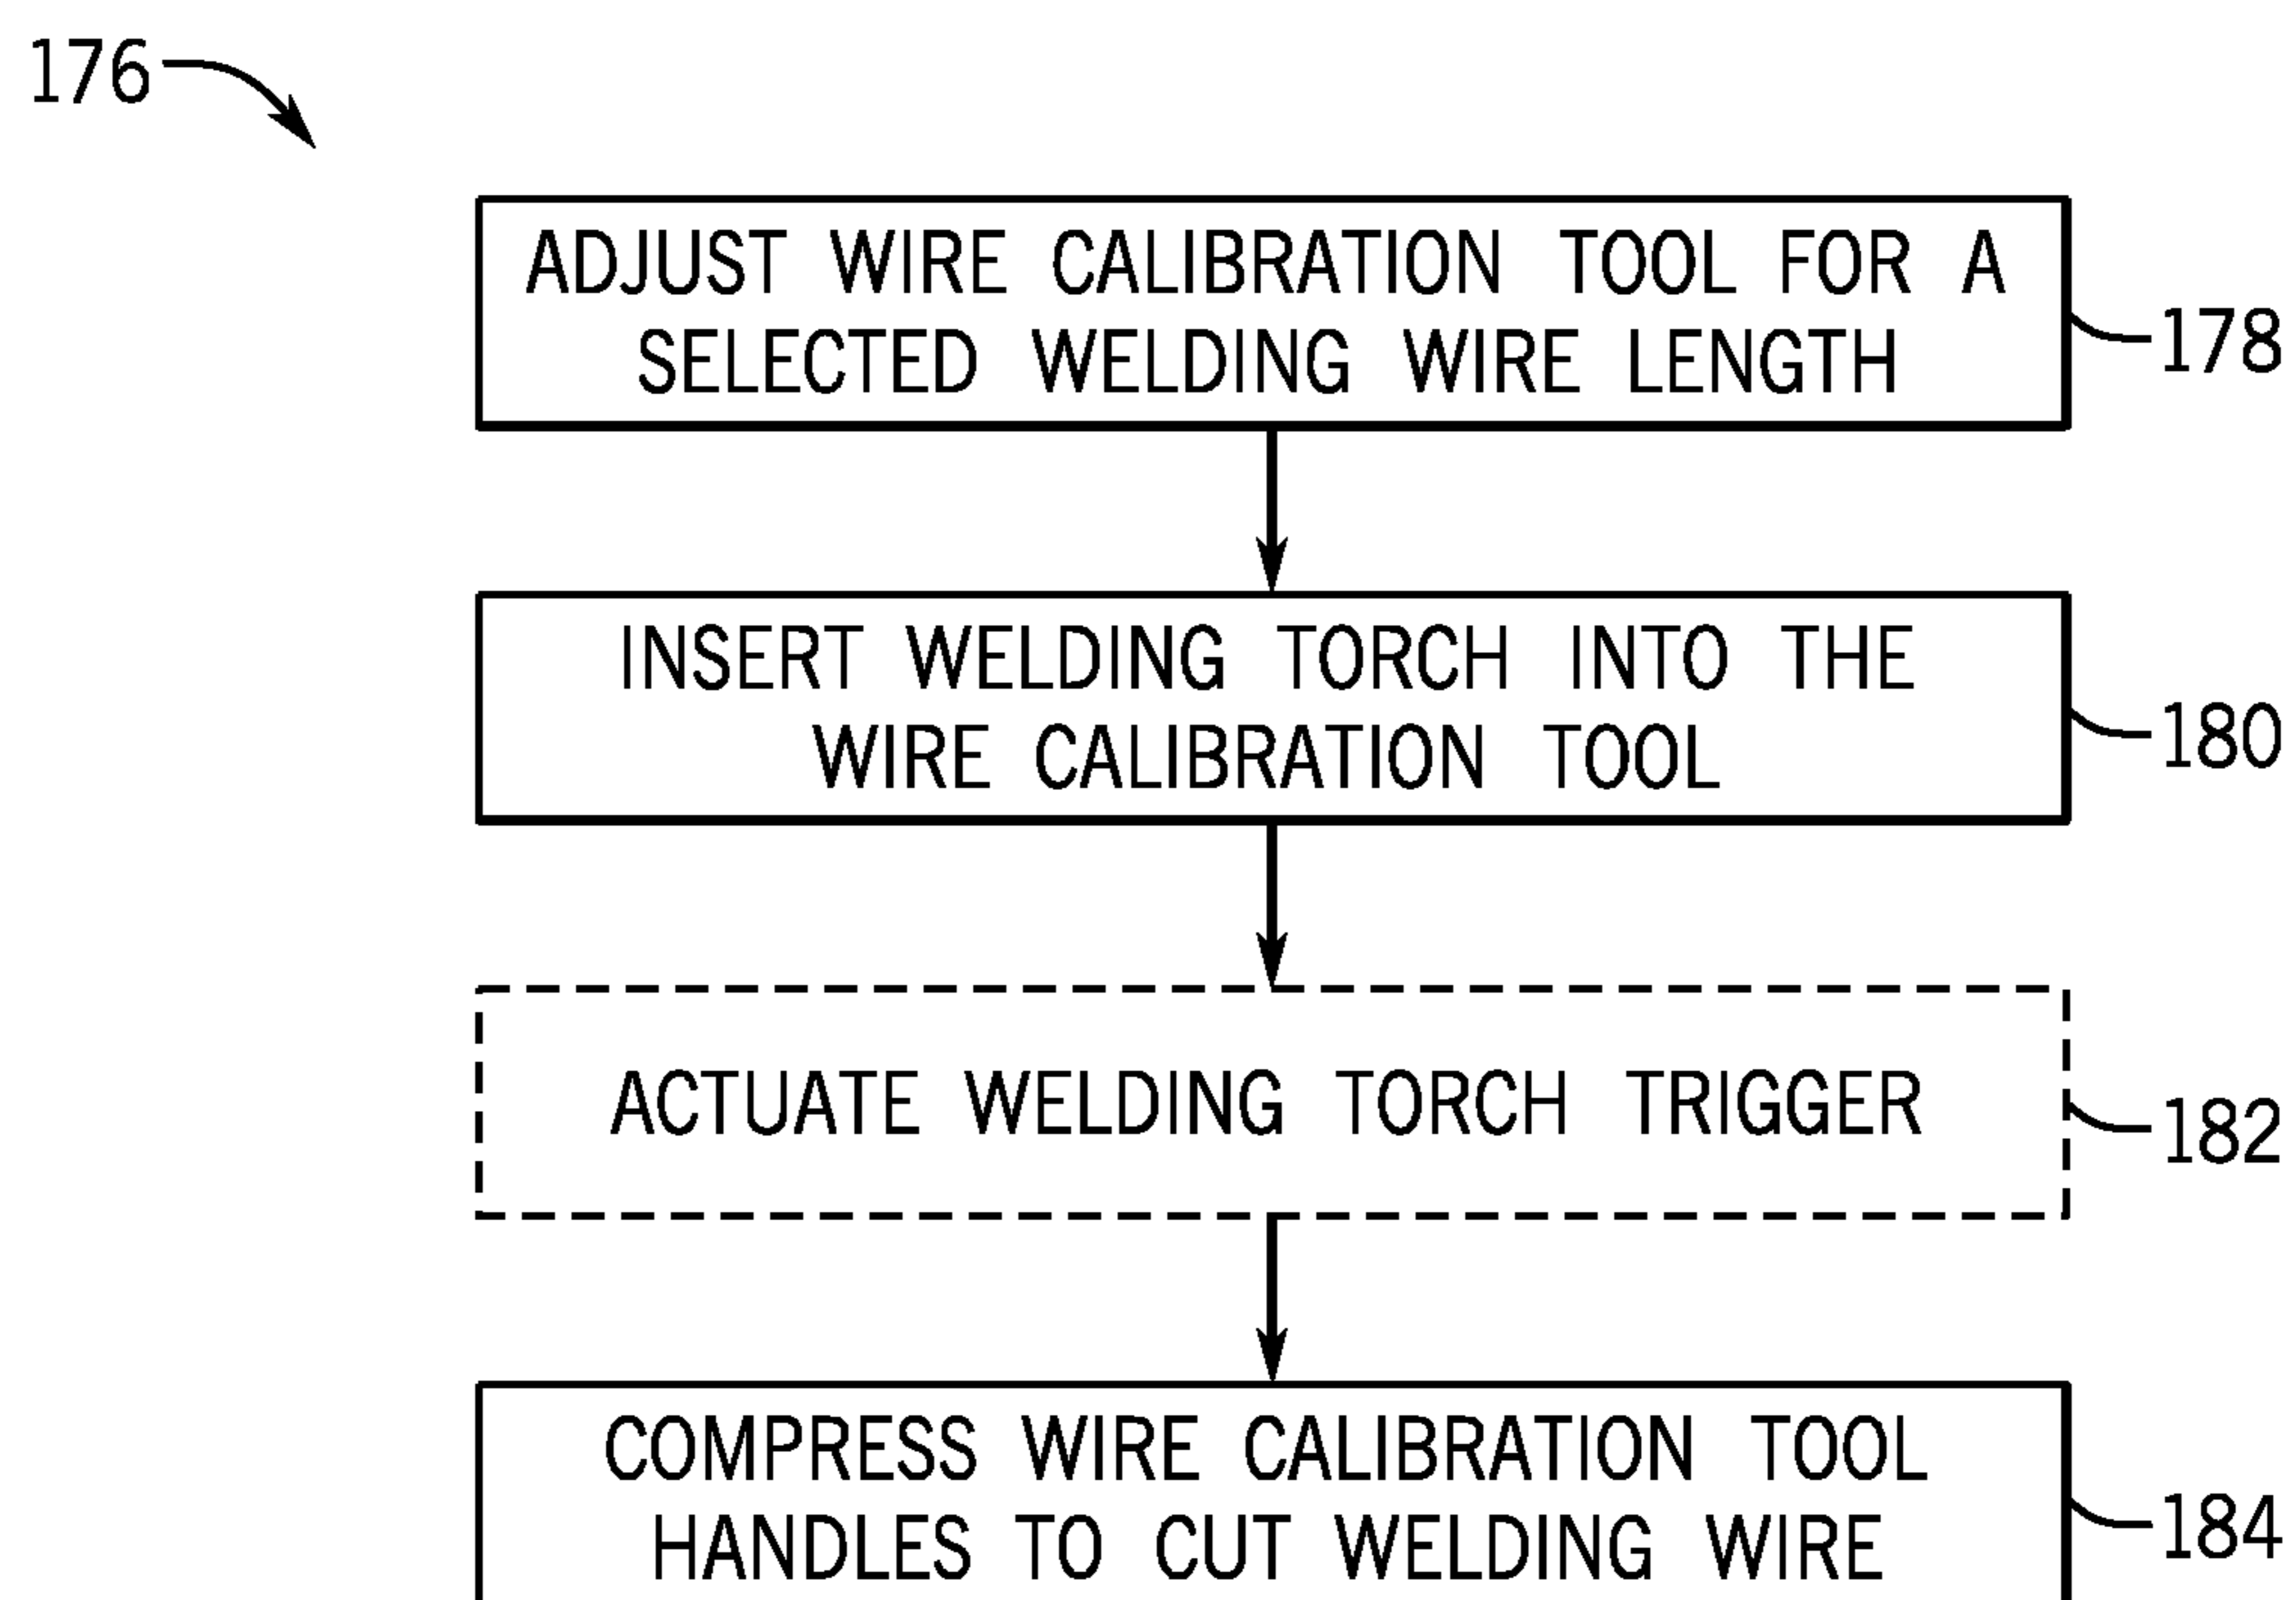 176
ADJUST WIRE CALIBRATION TOOL FOR A
SELECTED WELDING WIRE LENGTH
178
INSERT WELDING TORCH INTO THE
WIRE CALIBRATION TOOL
180
ACTUATE WELDING TORCH TRIGGER
182
COMPRESS WIRE CALIBRATION TOOL
HANDLES TO CUT WELDING WIRE
184